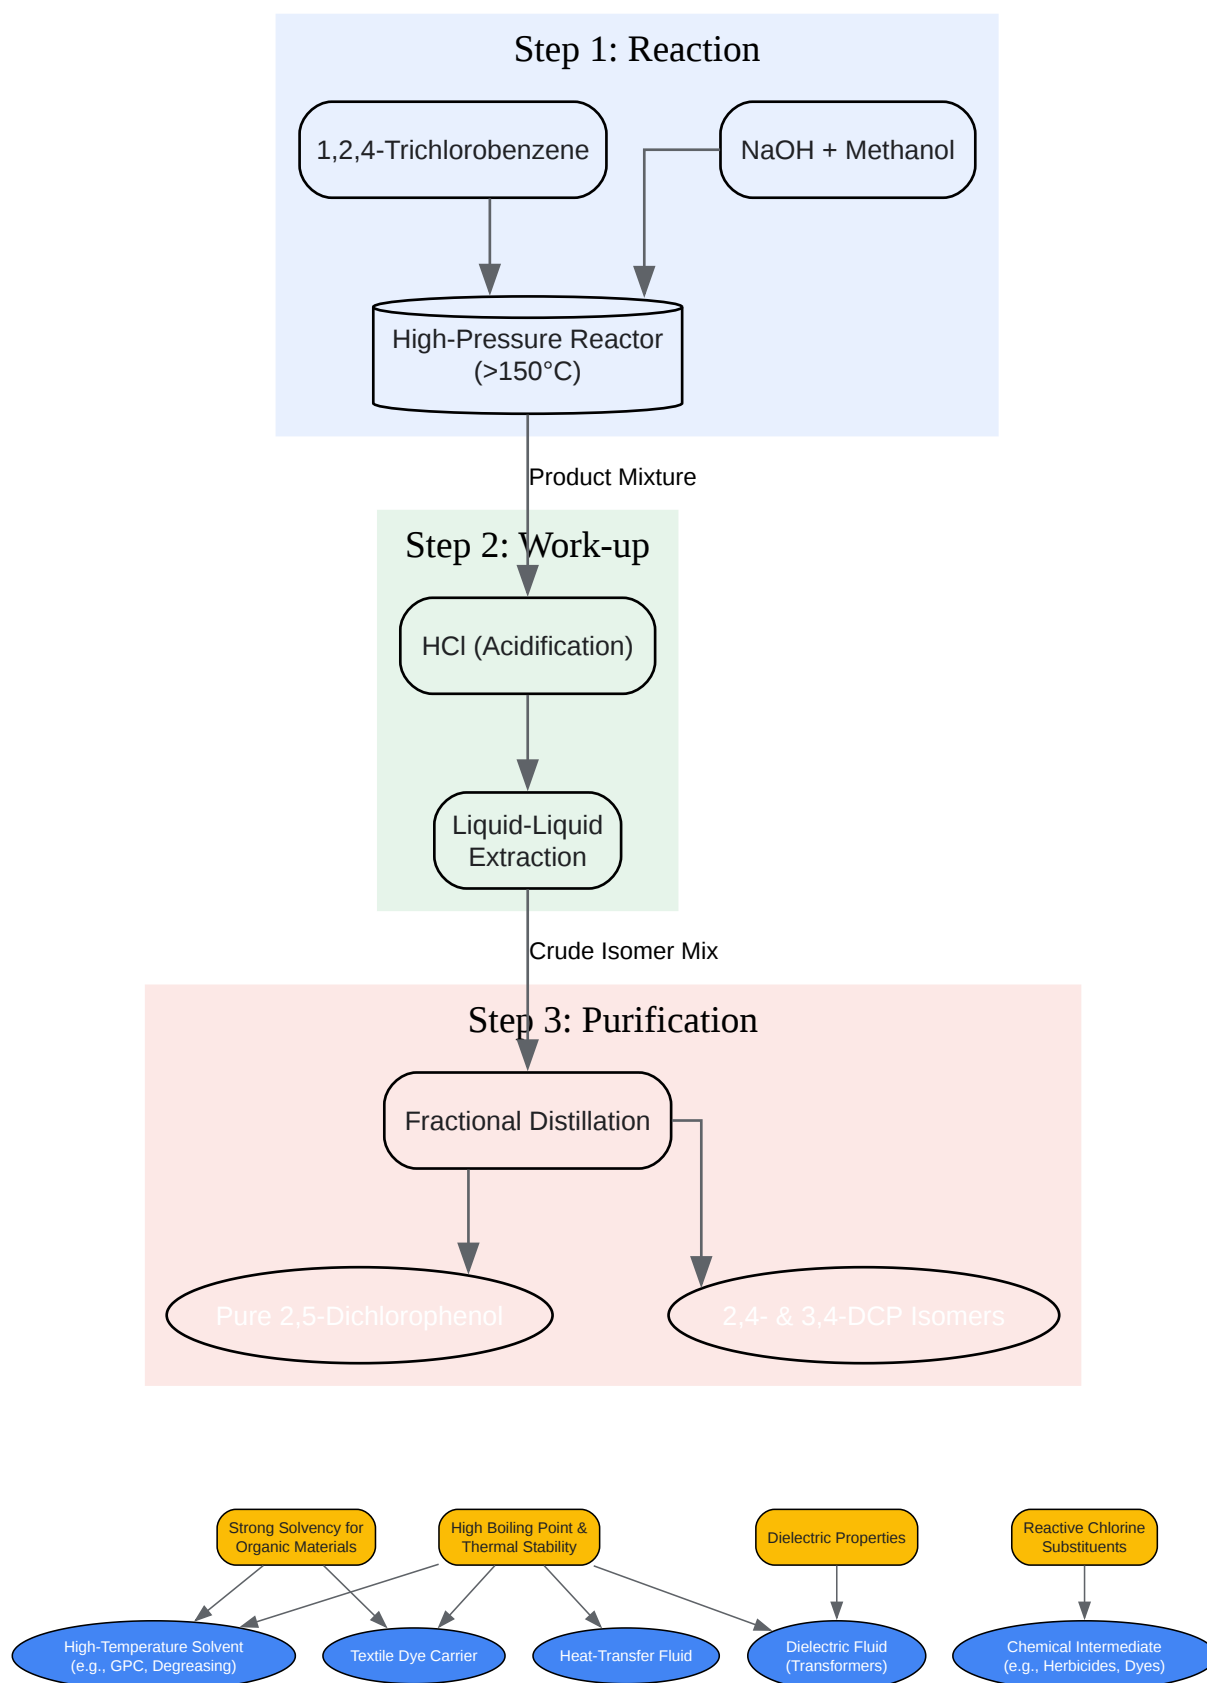 Step 1: Reaction
1,2,4-Trichlorobenzene
NaOH + Methanol
High-Pressure Reactor
(>150°C)
Product Mixture
Step 2: Work-up
HCl (Acidification)
Liquid-Liquid
Extraction
Crude Isomer Mix
Step 3: Purification
Fractional Distillation
Pure 2,5-Dichlorophenol
2,4- & 3,4-DCP Isomers
Strong Solvency for
Organic Materials
High Boiling Point &
Thermal Stability
Dielectric Properties
Reactive Chlorine
Substituents
High-Temperature Solvent
(e.g., GPC, Degreasing)
Textile Dye Carrier
Heat-Transfer Fluid
Dielectric Fluid
(Transformers)
Chemical Intermediate
(e.g., Herbicides, Dyes)